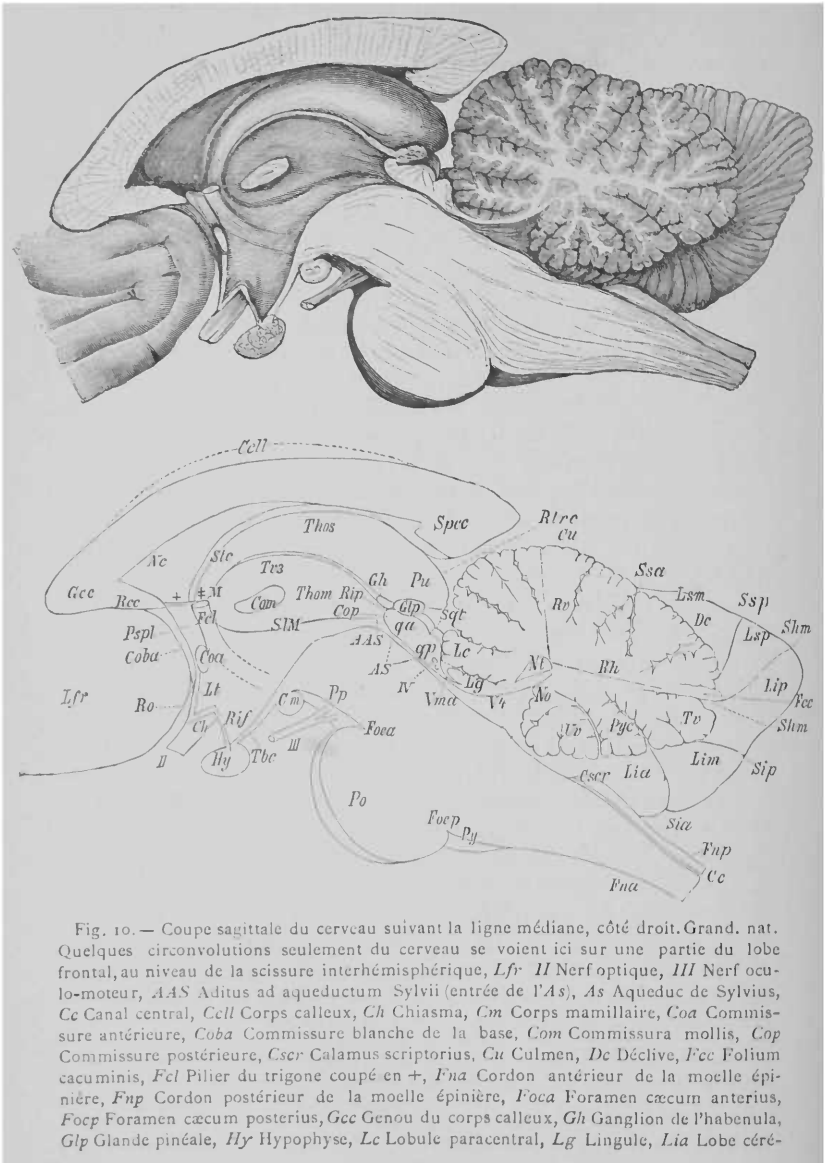 Ccll
Thos
Spcc
Rtrc
Cu
Nc
Stc
Tv3
Gh
Pu
Ssa
Gcc
Rcc
+
‡
M
Com
Thom
Rip
Glp
Sqt
Rv
Lsm
Ssp
Fcl
SlM
Cop
qa
Dc
Lsp
Shm
Pspl
AAS
Lc
Coba
Coa
qp
Nt
Rh
Lip
AS
Lg
Lfr
Lt
IV
Vma
V4
No
Fcc
Ro
Cm
Pp
Tv
Shm
Ch
Rif
Foca
Uv
Pyc
II
III
Lim
Hy
Tbc
Cscr
Lia
Sip
Po
Focp
Py
Sia
Fnp
Cc
Fna
Fig. 10. — Coupe sagittale du cerveau suivant la ligne médiane, côté droit. Grand. nat.
Quelques circonvolutions seulement du cerveau se voient ici sur une partie du lobe
frontal, au niveau de la scissure interhémisphérique, Lfr II Nerf optique, III Nerf ocu-
lo-moteur, AAS Aditus ad aqueductum Sylvii (entrée de l'As), As Aqueduc de Sylvius,
Cc Canal central, Ccll Corps calleux, Ch Chiasma, Cm Corps mamillaire, Coa Commis-
sure antérieure, Coba Commissure blanche de la base, Com Commissura mollis, Cop
Commissure postérieure, Cscr Calamus scriptorius, Cu Culmen, Dc Déclive, Fcc Folium
cacuminis, Fcl Pilier du trigone coupé en +, Fna Cordon antérieur de la moelle épi-
nière, Fnp Cordon postérieur de la moelle épinière, Foca Foramen cæcum anterius,
Focp Foramen cæcum posterius, Gcc Genou du corps calleux, Gh Ganglion de l'habenula,
Glp Glande pinéale, Hy Hypophyse, Lc Lobule paracentral, Lg Lingule, Lia Lobe céré-